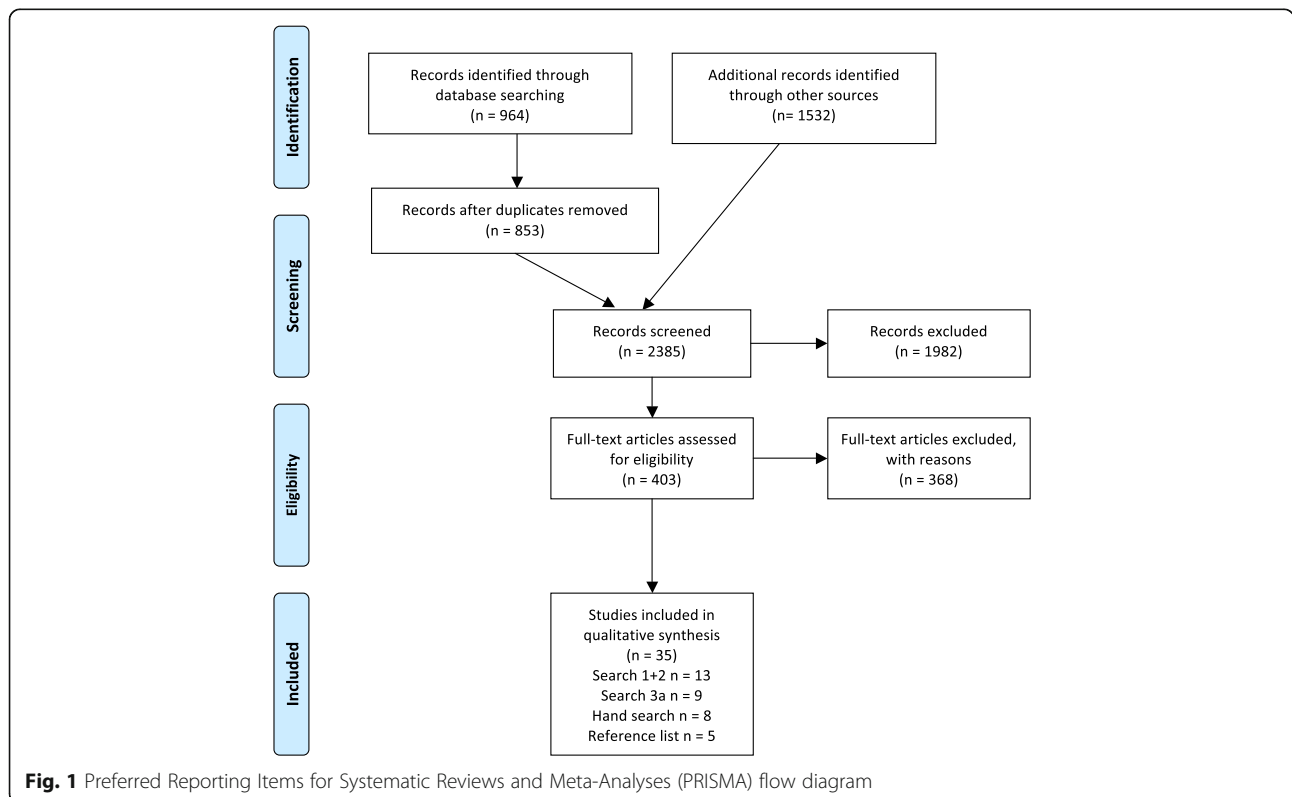 Identification
Records identified through
database searching
(n = 964)
Additional records identified
through other sources
(n= 1532)
Records after duplicates removed
(n = 853)
Screening
Records screened
(n = 2385)
Records excluded
(n = 1982)
Eligibility
Full-text articles assessed
for eligibility
(n = 403)
Full-text articles excluded,
with reasons
(n = 368)
Included
Studies included in
qualitative synthesis
(n = 35)
Search 1+2 n = 13
Search 3a n = 9
Hand search n = 8
Reference list n = 5
Fig. 1 Preferred Reporting Items for Systematic Reviews and Meta-Analyses (PRISMA) flow diagram